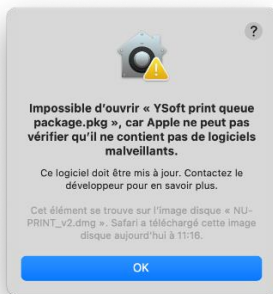 ?
Impossible d'ouvrir « YSoft print queue
package.pkg », car Apple ne peut pas
vérifier qu'il ne contient pas de logiciels
malveillants.
Ce logiciel doit être mis à jour. Contactez le
développeur pour en savoir plus.
Cet élément se trouve sur l'image disque « NU-
PRINT_v2.dmg ». Safari a téléchargé cette image
disque aujourd'hui à 11:16.
OK